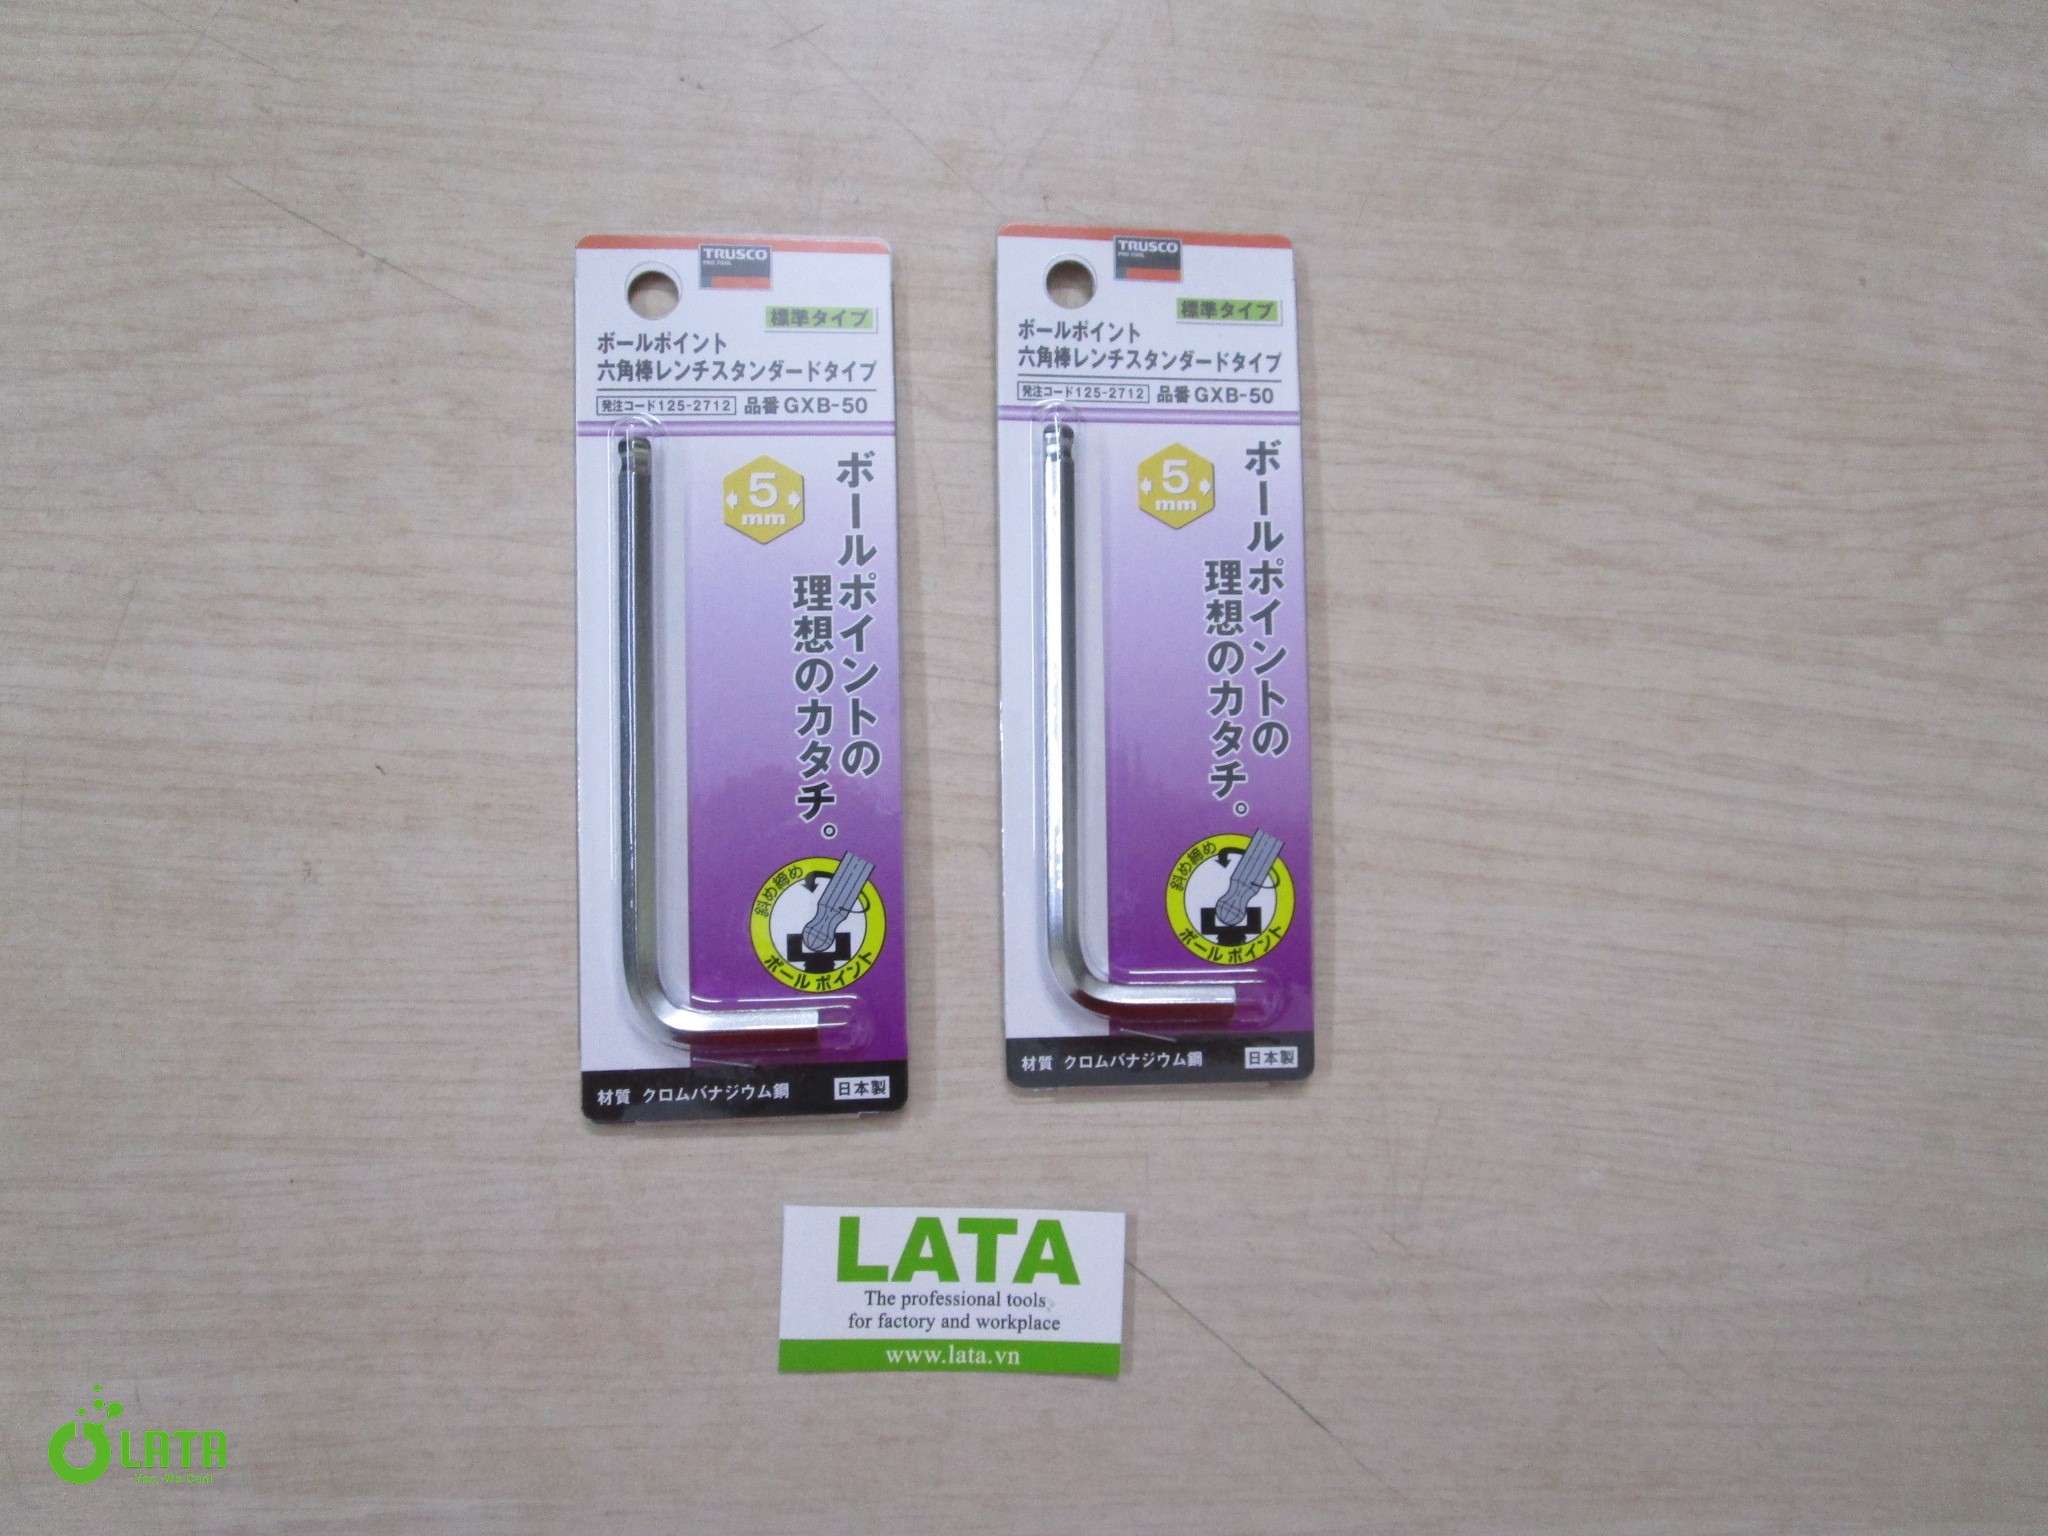 TRUSCO
PRO TOOL
標準タイプ
ボールポイント
六角棒レンチスタンダードタイプ
発注コード125-2712 品番 GXB-50
5
mm
ボールポイントの
理想のカタチ。
斜め締め
ボールポイント
材質 クロムバナジウム鋼 日本製
TRUSCO
PRO TOOL
標準タイプ
ボールポイント
六角棒レンチスタンダードタイプ
発注コード125-2712 品番 GXB-50
5
mm
ボールポイントの
理想のカタチ。
斜め締め
ボールポイント
材質 クロムバナジウム鋼 日本製
LATA
The professional tools
for factory and workplace
www.lata.vn
LATA
Yes, We Can!